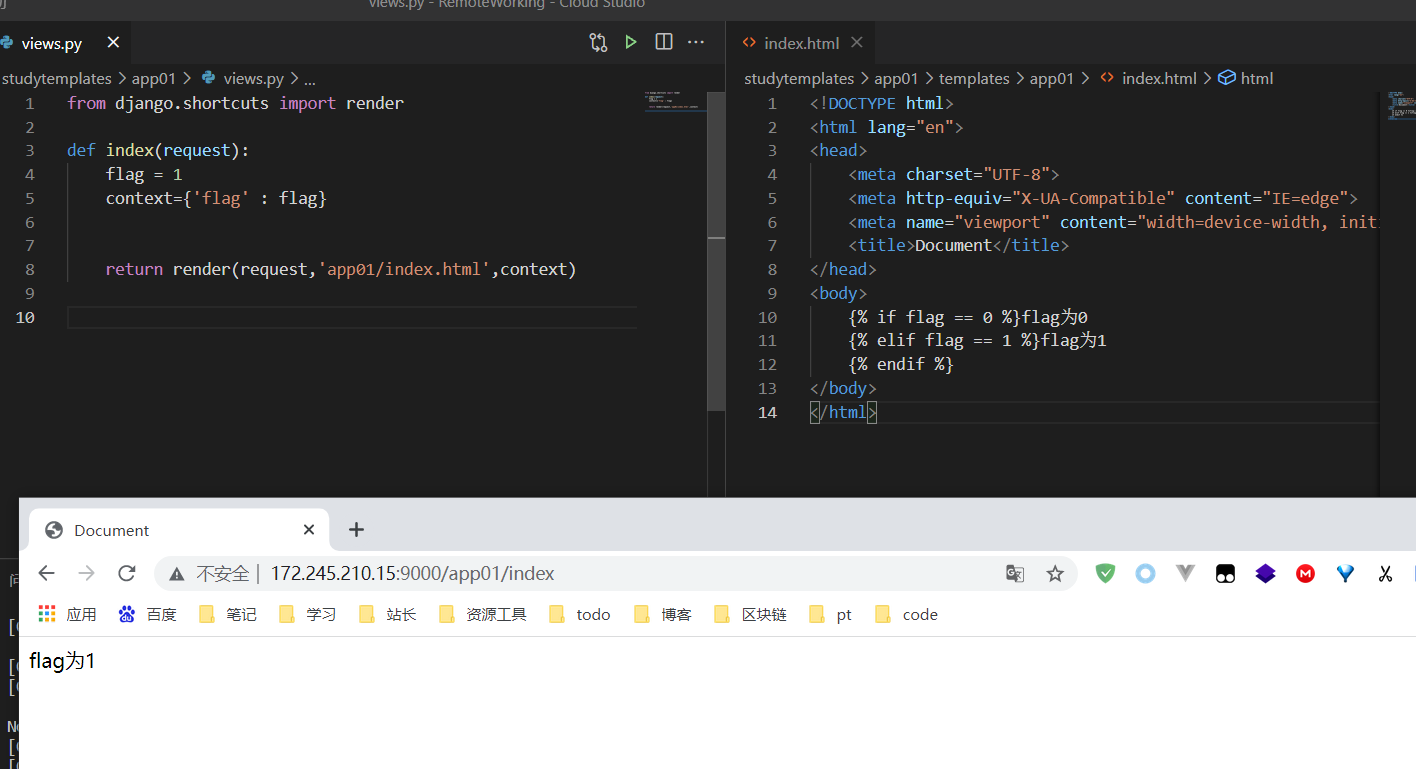 views.py - RemoteWorking - Cloud Studio
views.py
studytemplates > app01 > views.py > ...
1 from django.shortcuts import render
2
3 def index(request):
4     flag = 1
5     context={'flag' : flag}
6
7
8     return render(request,'app01/index.html',context)
9
10
index.html
studytemplates > app01 > templates > app01 > index.html > html
1 <!DOCTYPE html>
2 <html lang="en">
3 <head>
4     <meta charset="UTF-8">
5     <meta http-equiv="X-UA-Compatible" content="IE=edge">
6     <meta name="viewport" content="width=device-width, init
7     <title>Document</title>
8 </head>
9 <body>
10     {% if flag == 0 %}flag为0
11     {% elif flag == 1 %}flag为1
12     {% endif %}
13 </body>
14 </html>
Document
不安全 | 172.245.210.15:9000/app01/index
应用 百度 笔记 学习 站长 资源工具 todo 博客 区块链 pt code
flag为1